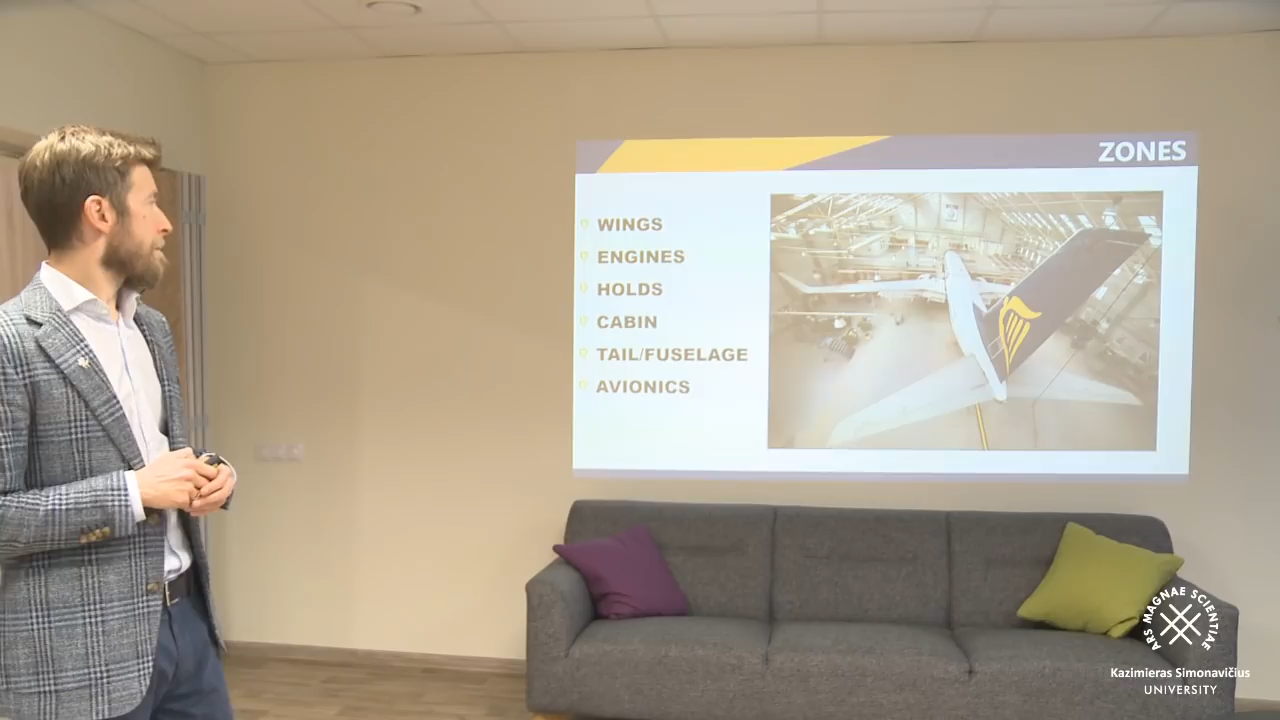 ZONES
WINGS
ENGINES
HOLDS
CABIN
TAIL/FUSELAGE
AVIONICS
ARS MAGNAE SCIENTIAE
Kazimieras Simonavičius
UNIVERSITY